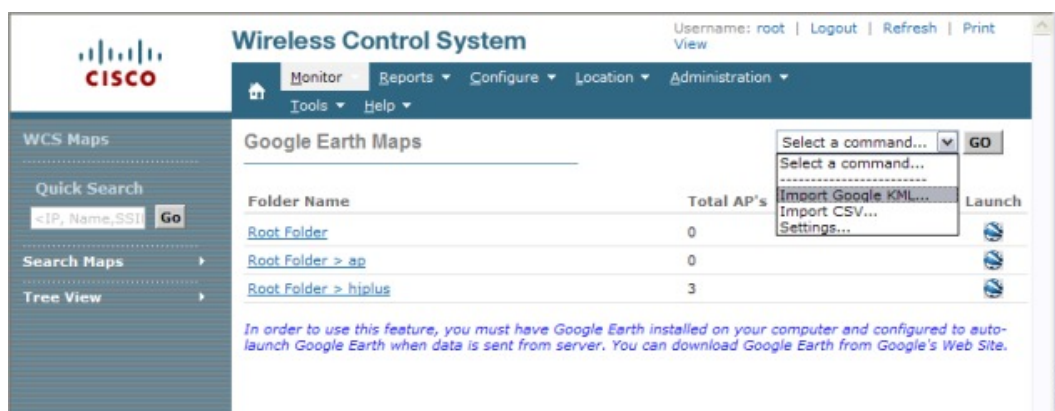 CISCO
Wireless Control System
Username: root | Logout | Refresh | Print
View
Monitor Reports Configure Location Administration
Tools Help
WCS Maps
Quick Search
<IP, Name,SSI Go
Search Maps
Tree View
Google Earth Maps
Select a command... GO
Select a command...
-----------------------
Import Google KML...
Import CSV...
Settings...
Folder Name Total AP's Launch
Root Folder 0
Root Folder > ap 0
Root Folder > hjplus 3
In order to use this feature, you must have Google Earth installed on your computer and configured to auto-
launch Google Earth when data is sent from server. You can download Google Earth from Google's Web Site.